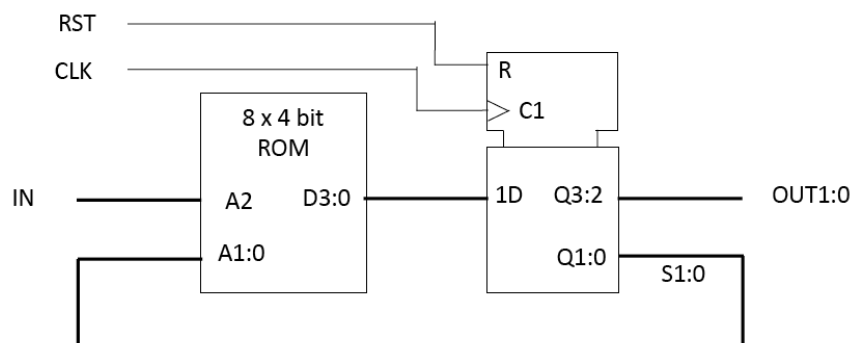 RST
CLK
R
C1
8 x 4 bit
ROM
IN
A2
D3:0
1D
Q3:2
OUT1:0
A1:0
Q1:0
S1:0